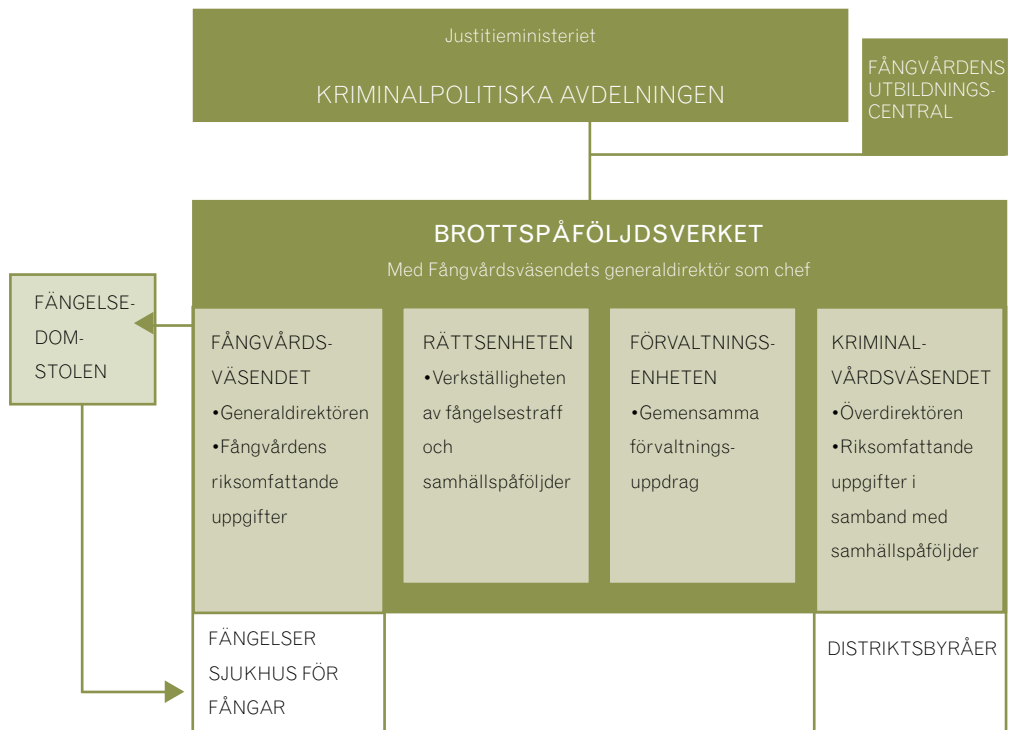 Justitieministeriet
KRIMINALPOLITISKA AVDELNINGEN
FÅNGVÅRDENS
UTBILDNINGS-
CENTRAL
BROTTSPÅFÖLJDSVERKET
Med Fångvårdsväsendets generaldirektör som chef
FÄNGELSE-
DOM-
STOLEN
FÅNGVÅRDS-
VÄSENDET
•Generaldirektören
•Fångvårdens
riksomfattande
uppgifter
RÄTTSENHETEN
•Verkställigheten
av fångelsestraff
och
samhällspåföljder
FÖRVALTNINGS-
ENHETEN
•Gemensamma
förvaltnings-
uppdrag
KRIMINAL-
VÅRDSVÄSENDET
•Överdirektören
•Riksomfattande
uppgifter i
samband med
samhällspåföljder
FÄNGELSER
SJUKHUS FÖR
FÅNGAR
DISTRIKTSBYRÅER